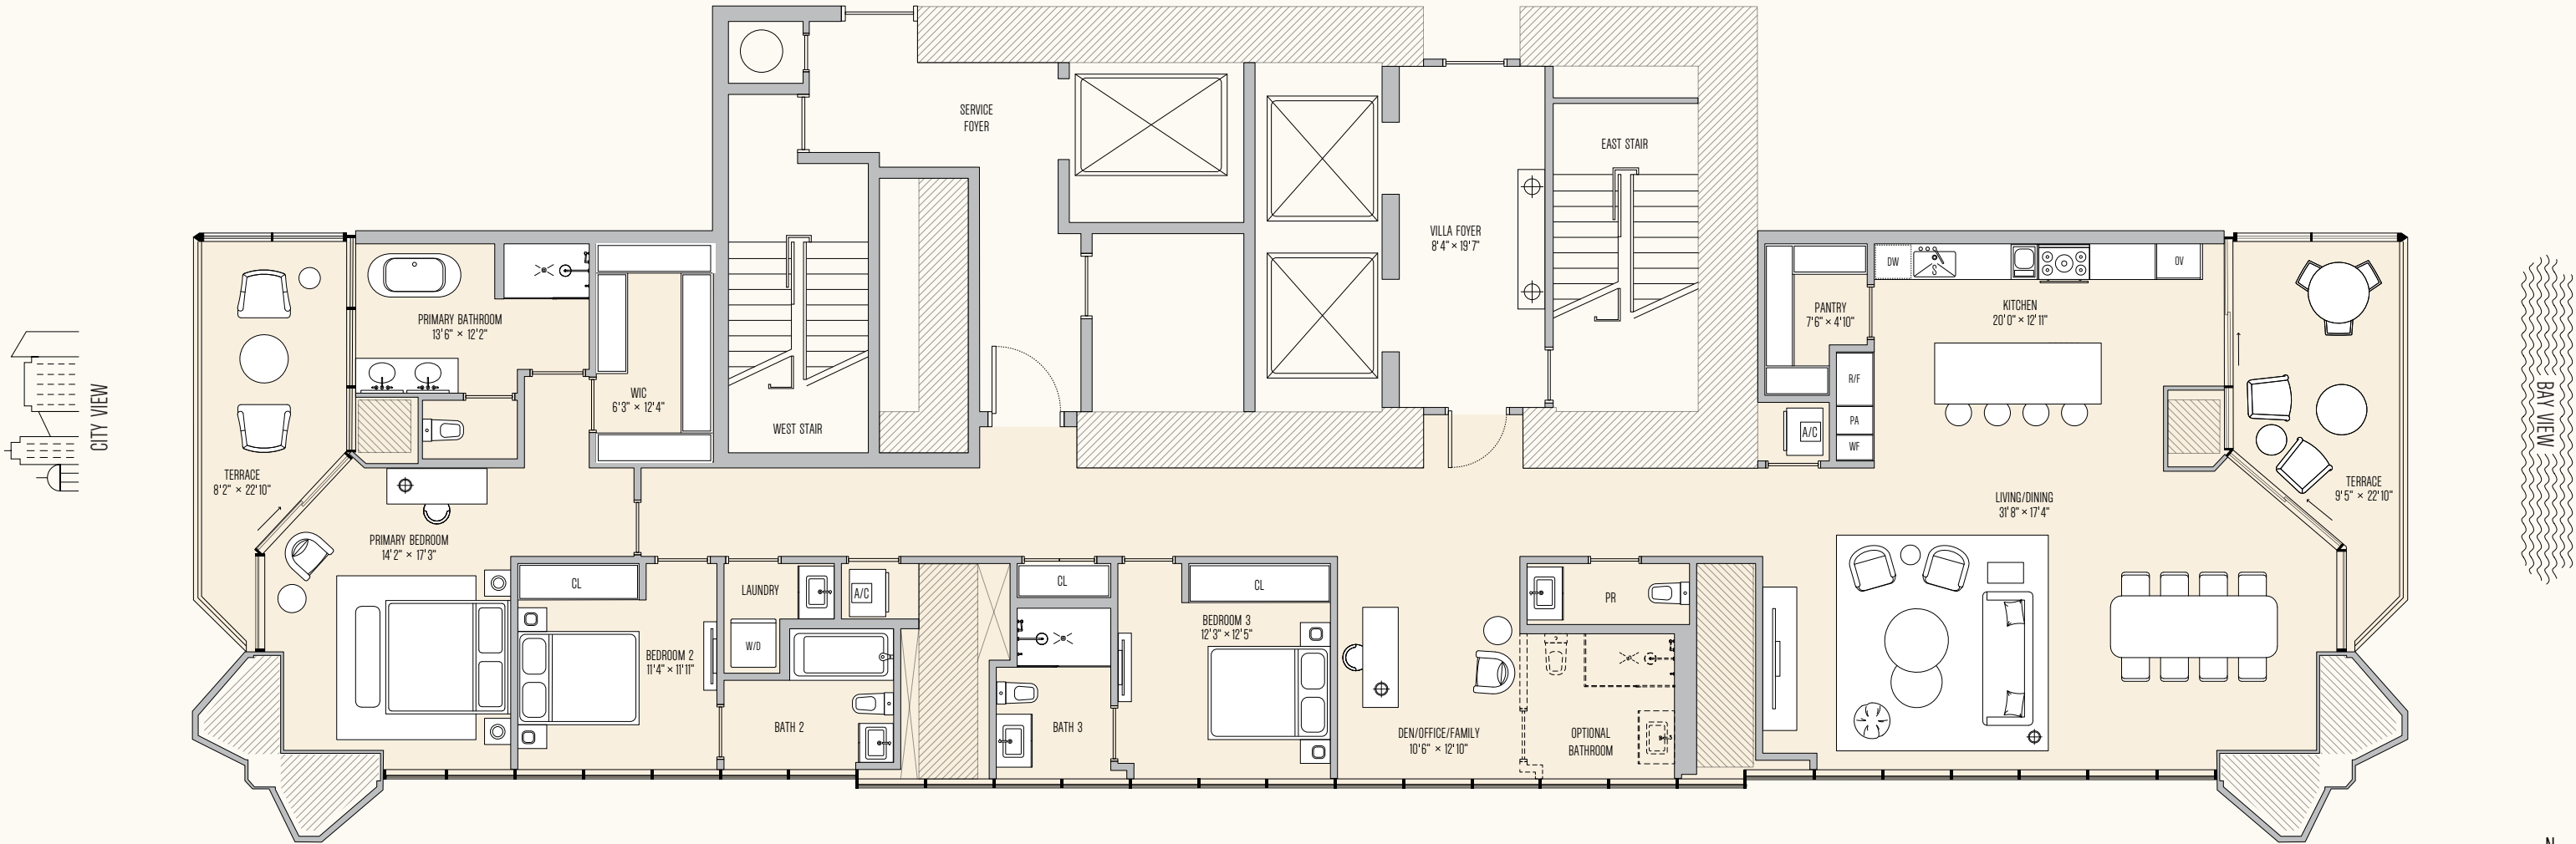 SERVICE
FOYER
EAST STAIR
VILLA FOYER
8'4" × 19'7"
DW
OV
KITCHEN
20'0" × 12'11"
PANTRY
7'6" × 4'10"
PRIMARY BATHROOM
13'6" × 12'2"
R/F
PA
WF
A/C
WIC
6'3" × 12'4"
WEST STAIR
CITY VIEW
BAY VIEW
TERRACE
8'2" × 22'10"
TERRACE
9'5" × 22'10"
LIVING/DINING
31'8" × 17'4"
PRIMARY BEDROOM
14'2" × 17'3"
CL
LAUNDRY
A/C
CL
CL
PR
W/D
BEDROOM 2
11'4" × 11'11"
BEDROOM 3
12'3" × 12'5"
BATH 2
BATH 3
DEN/OFFICE/FAMILY
10'6" × 12'10"
OPTIONAL
BATHROOM